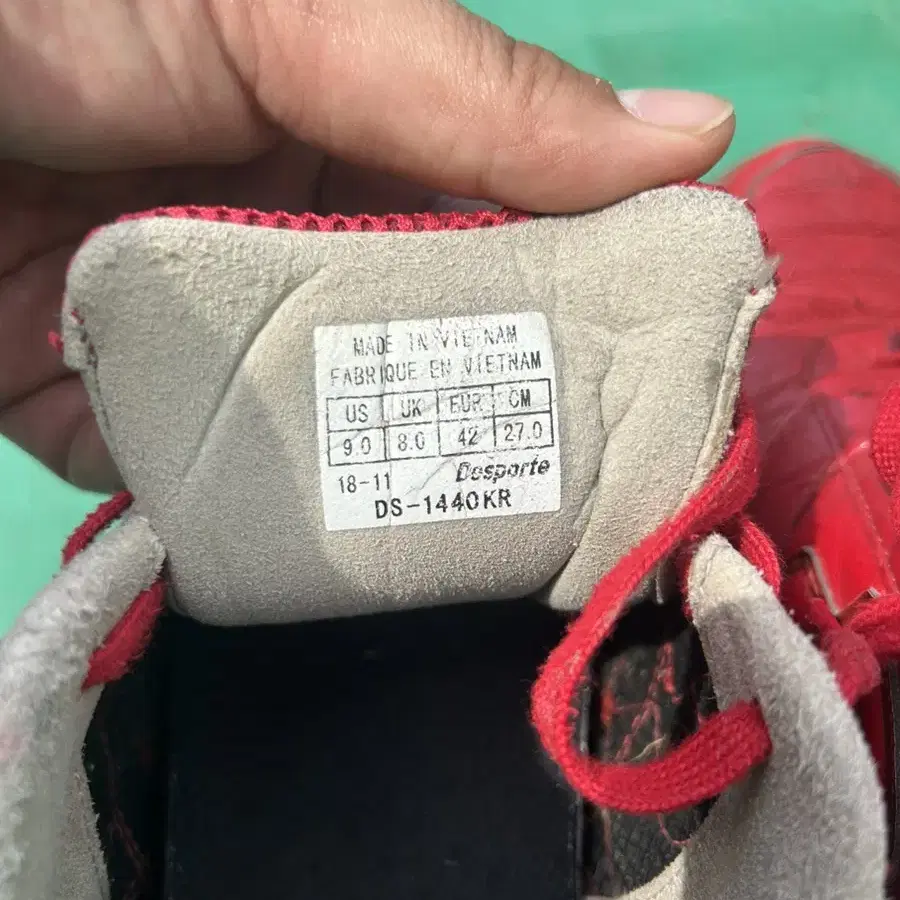 MADE IN VIETNAM
FABRIQUE EN VIETNAM
US UK EUR CM
9.0 8.0 42 27.0
18-11 Desporte
DS-1440KR